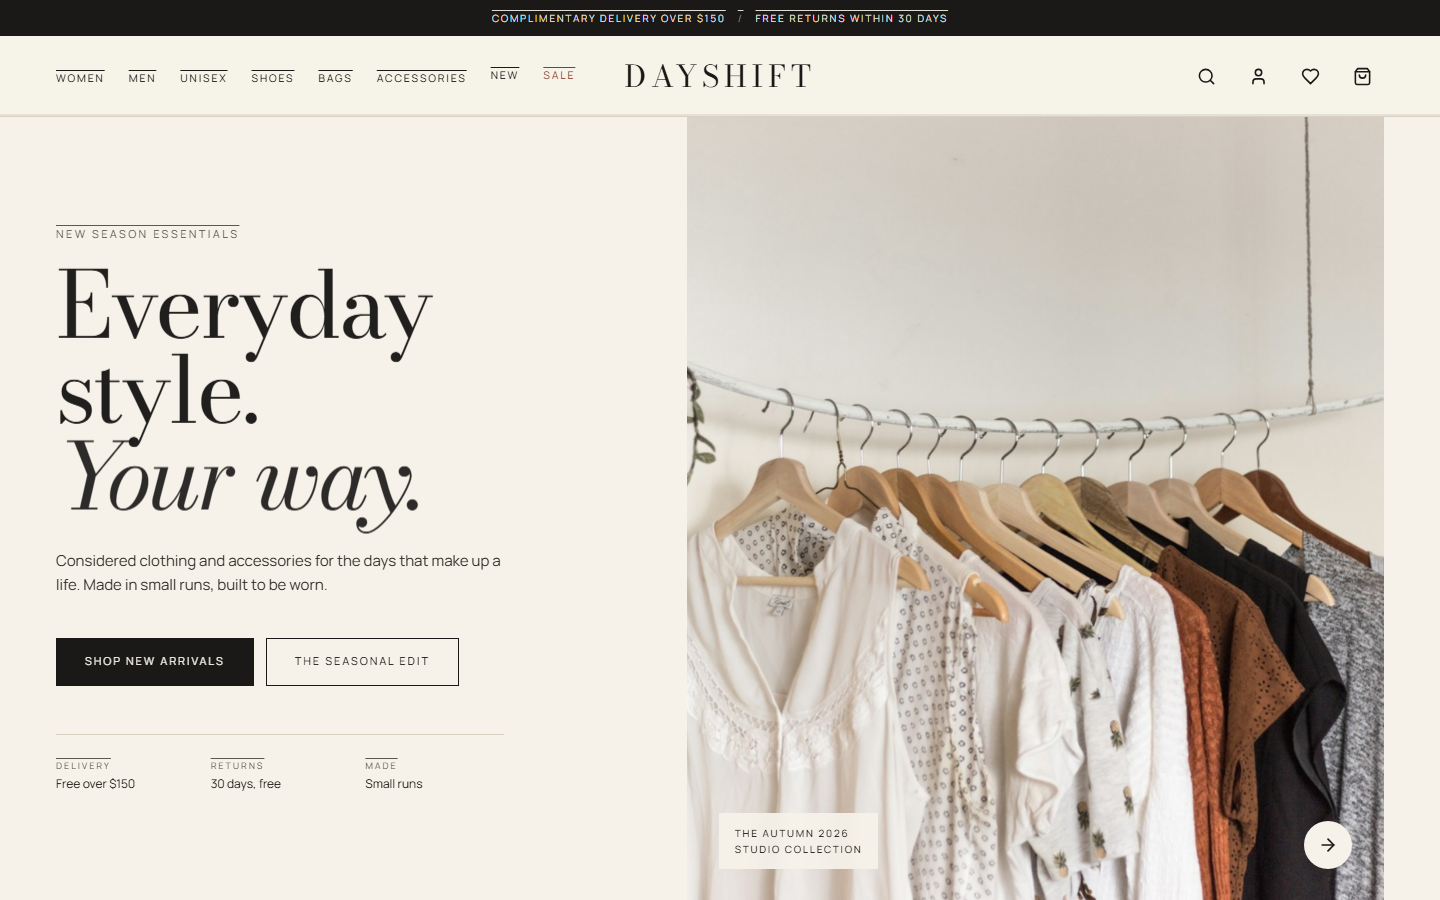 COMPLIMENTARY DELIVERY OVER $150 / FREE RETURNS WITHIN 30 DAYS
WOMEN MEN UNISEX SHOES BAGS ACCESSORIES NEW SALE DAYSHIFT
NEW SEASON ESSENTIALS
Everyday
style.
Your way.
Considered clothing and accessories for the days that make up a
life. Made in small runs, built to be worn.
SHOP NEW ARRIVALS THE SEASONAL EDIT
DELIVERY RETURNS MADE
Free over $150 30 days, free Small runs
THE AUTUMN 2026
STUDIO COLLECTION